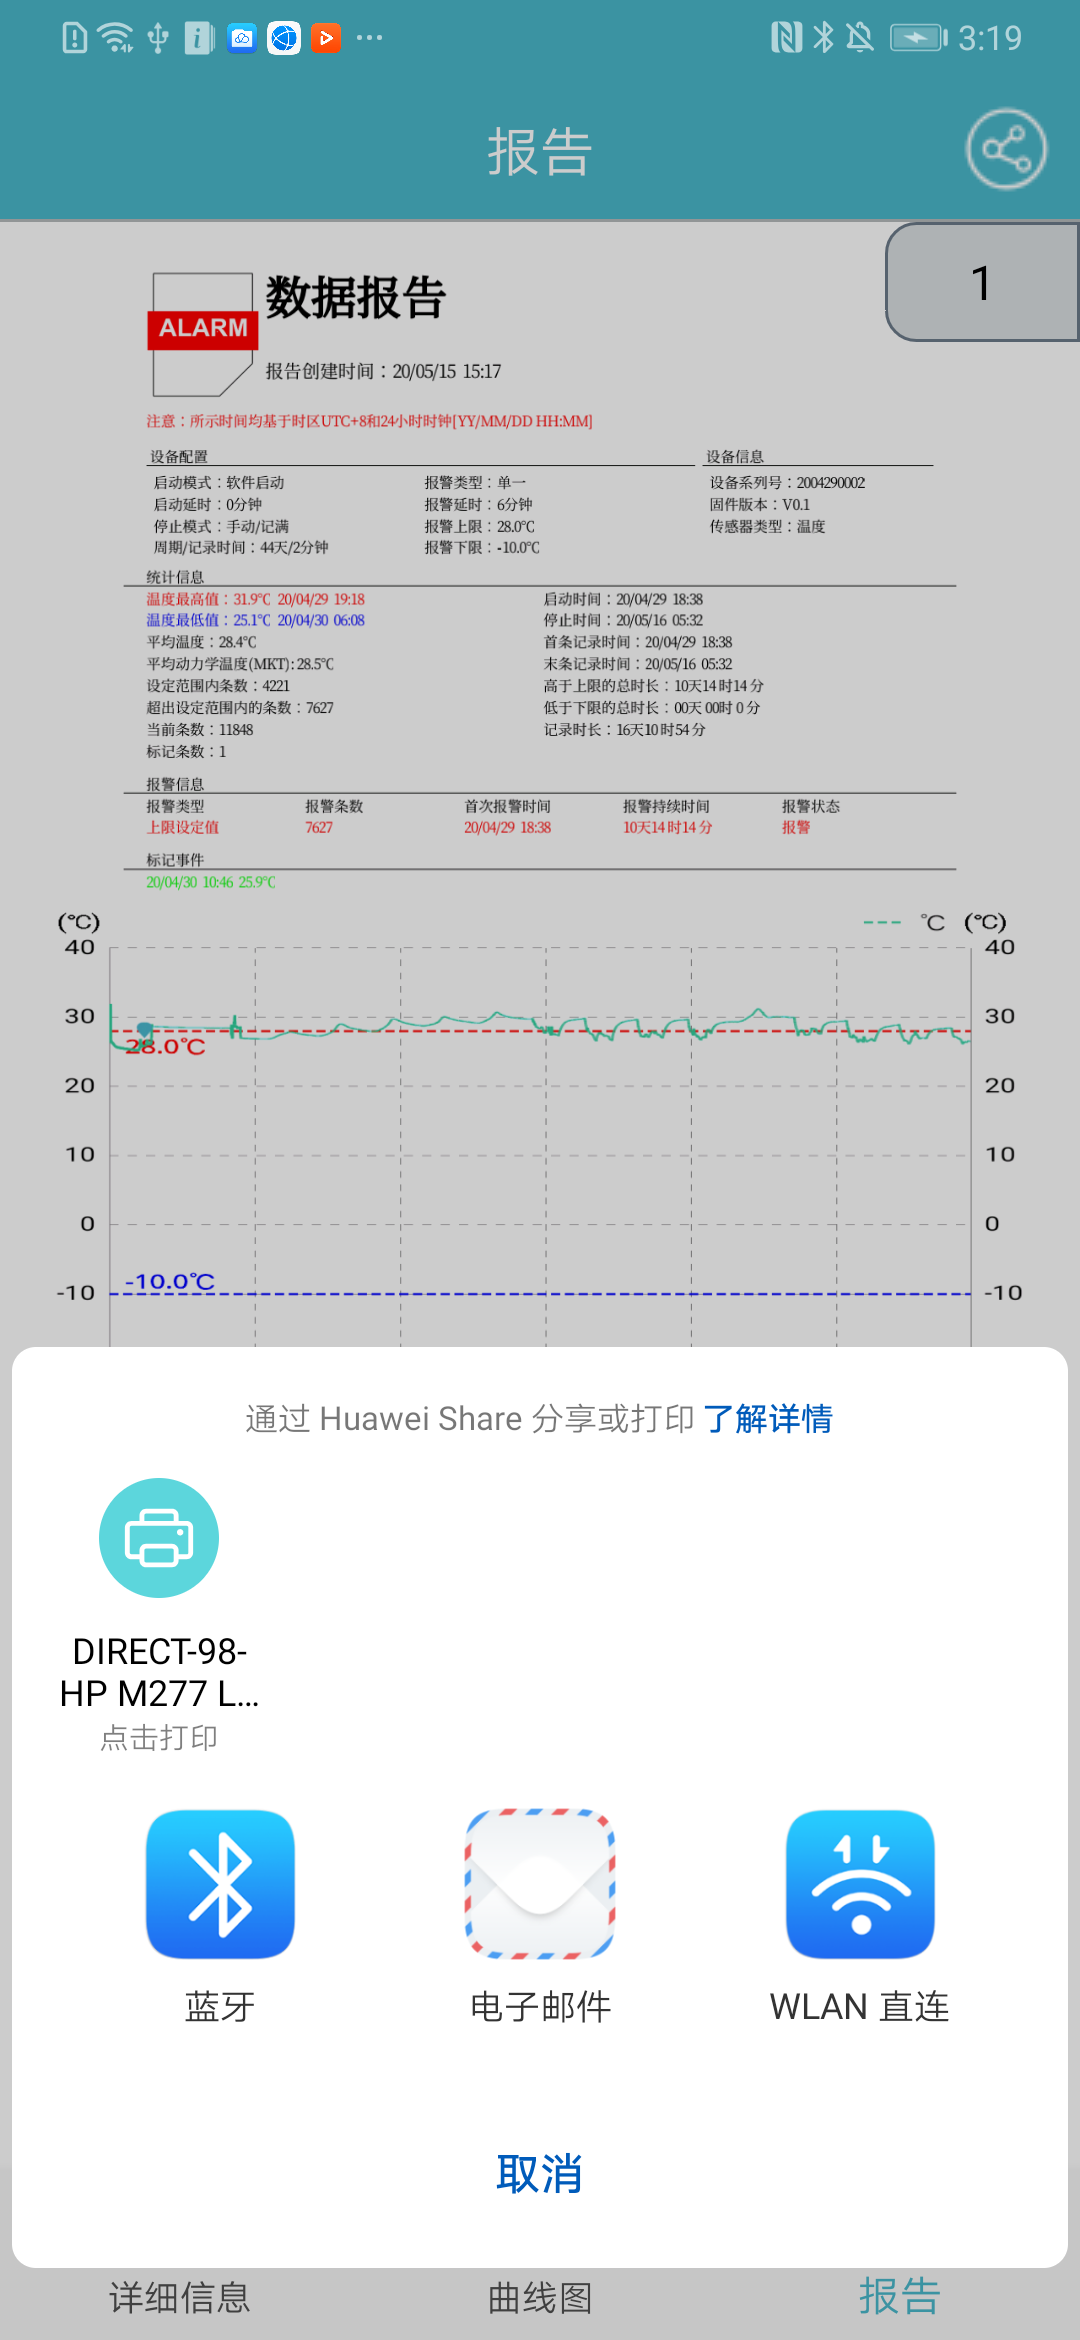 3:19
报告
1
ALARM
数据报告
报告创建时间：20/05/15 15:17
注意：所示时间均基于时区UTC+8和24小时时钟[YY/MM/DD HH:MM]
设备配置
设备信息
启动模式：软件启动
报警类型：单一
设备系列号：2004290002
启动延时：0分钟
报警延时：6分钟
固件版本：V0.1
停止模式：手动/记满
报警上限：28.0℃
传感器类型：温度
周期/记录时间：44天/2分钟
报警下限：-10.0℃
统计信息
温度最高值：31.9℃ 20/04/29 19:18
启动时间：20/04/29 18:38
温度最低值：25.1℃ 20/04/30 06:08
停止时间：20/05/16 05:32
平均温度：28.4℃
首条记录时间：20/04/29 18:38
平均动力学温度(MKT): 28.5℃
末条记录时间：20/05/16 05:32
设定范围内条数：4221
高于上限的总时长：10天14时14分
超出设定范围内的条数：7627
低于下限的总时长：00天 00时 0 分
当前条数：11848
记录时长：16天10时54分
标记条数：1
报警信息
报警类型 报警条数 首次报警时间 报警持续时间 报警状态
上限设定值 7627 20/04/29 18:38 10天14时14分 报警
标记事件
20/04/30 10:46 25.9℃
(℃) ℃ (℃)
40 40
30 30
28.0℃
20 20
10 10
0 0
-10.0℃
-10 -10
通过 Huawei Share 分享或打印 了解详情
DIRECT-98-
HP M277 L...
点击打印
蓝牙 电子邮件 WLAN 直连
取消
详细信息 曲线图 报告